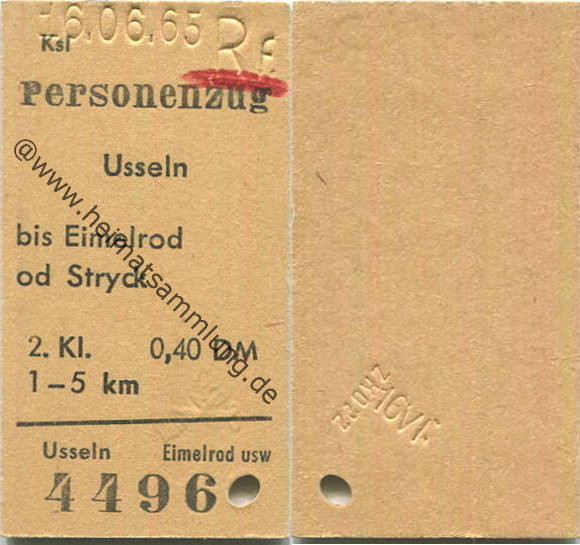 16.06.65
Ksl
Personenzug
Usseln
bis Eimelrod
od Stryck
2. Kl. 0,40 DM
1-5 km
Usseln Eimelrod usw
4496
@www.heimatsammlung.de